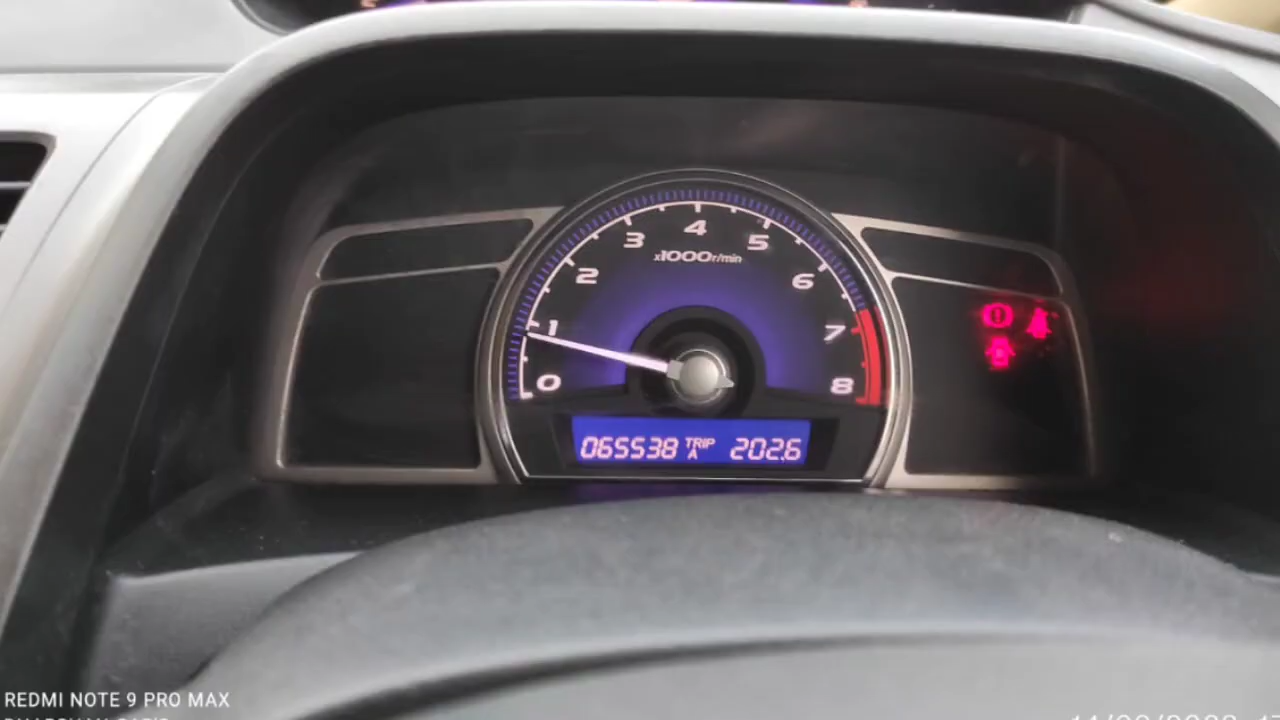 4
3 5
x1000r/min
2 6
1 7
0 8
065538 TRIP A 202.6
REDMI NOTE 9 PRO MAX